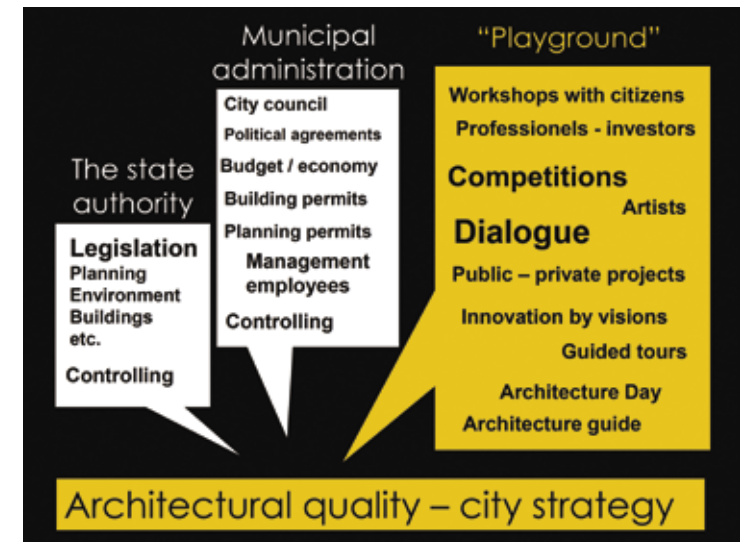 The state
authority
Legislation
Planning
Environment
Buildings
etc.
Controlling
Municipal
administration
City council
Political agreements
Budget / economy
Building permits
Planning permits
Management
employees
Controlling
“Playground”
Workshops with citizens
Professionels - investors
Competitions
Artists
Dialogue
Public – private projects
Innovation by visions
Guided tours
Architecture Day
Architecture guide
Architectural quality – city strategy